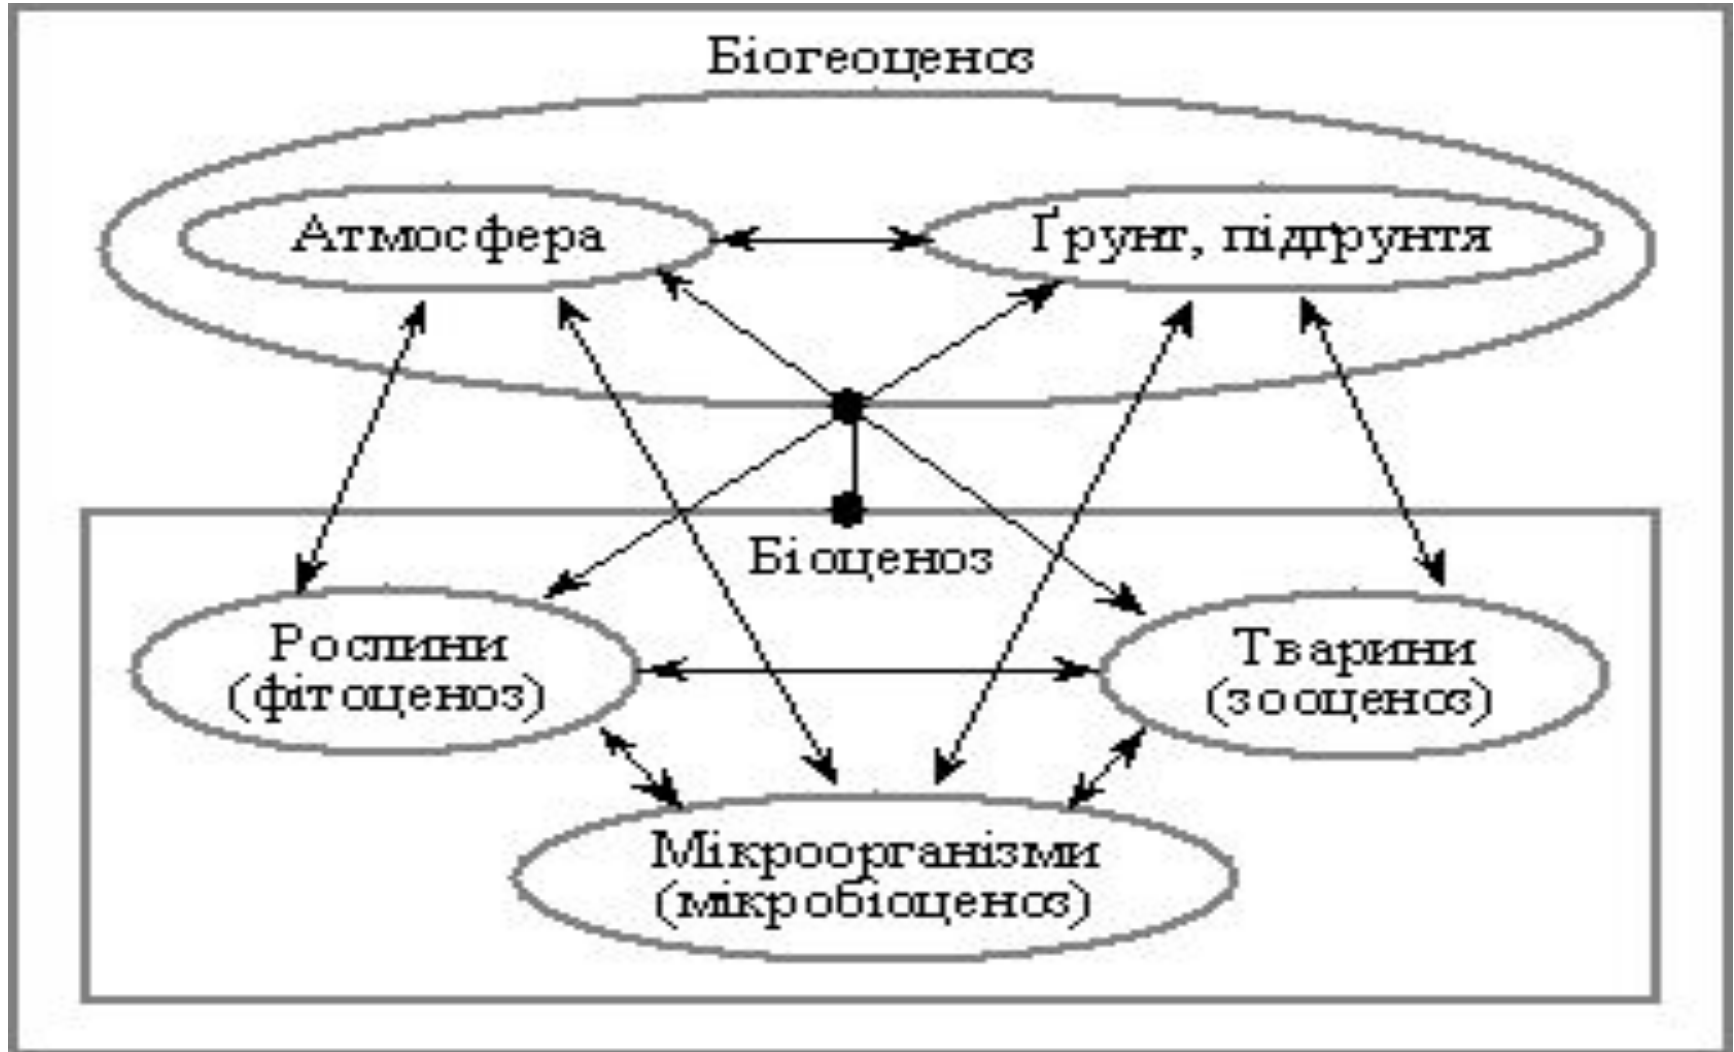 Біогеоценоз
Атмосфера
Ґрунт, підґрунтя
Біоценоз
Рослини
(фітоценоз)
Тварини
(зооценоз)
Мікроорганізми
(мікробіоценоз)